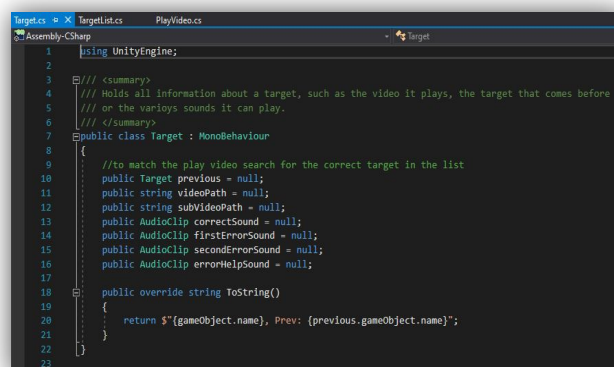 Target.cs TargetList.cs PlayVideo.cs
Assembly-CSharp Target
1 using UnityEngine;
2
3 /// <summary>
4 /// Holds all information about a target, such as the video it plays, the target that comes before
5 /// or the varioys sounds it can play.
6 /// </summary>
7 public class Target : MonoBehaviour
8 {
9 //to match the play video search for the correct target in the list
10 public Target previous = null;
11 public string videoPath = null;
12 public string subVideoPath = null;
13 public AudioClip correctSound = null;
14 public AudioClip firstErrorSound = null;
15 public AudioClip secondErrorSound = null;
16 public AudioClip errorHelpSound = null;
17
18 public override string ToString()
19 {
20 return $"{gameObject.name}, Prev: {previous.gameObject.name}";
21 }
22 }
23